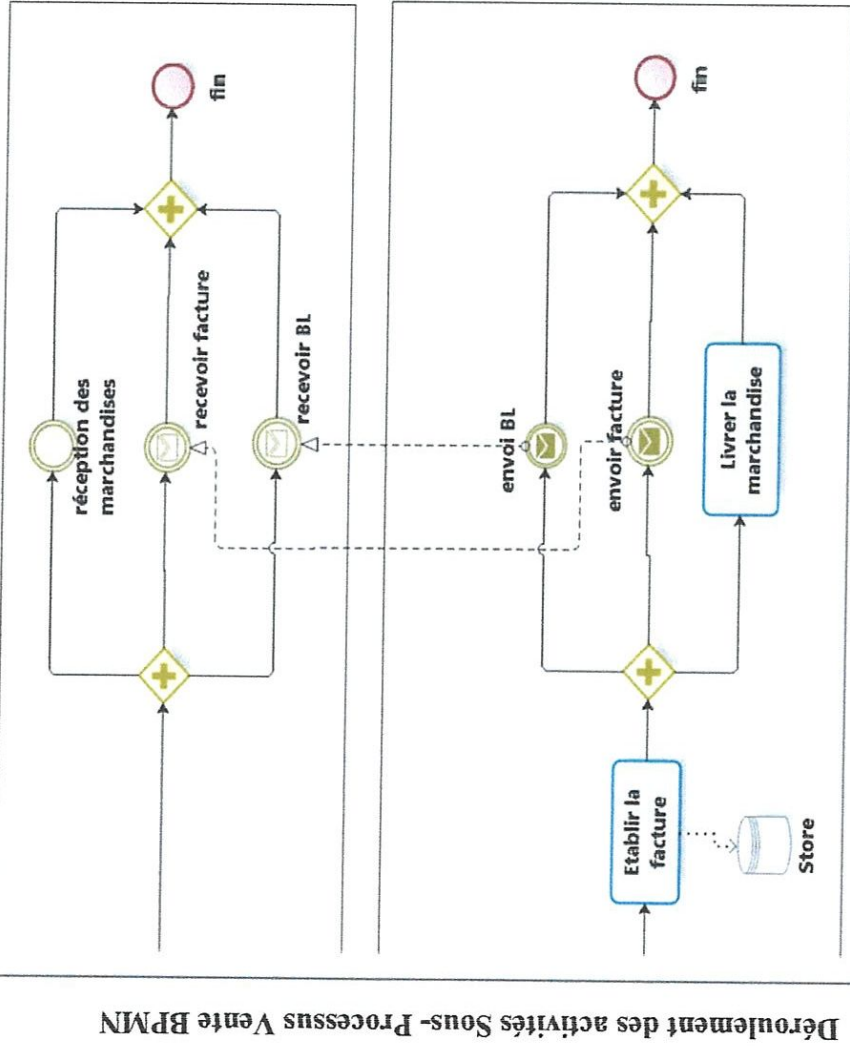 Déroulement des activités Sous- Processus Vente BPMN
réception des
marchandises
recevoir facture
recevoir BL
fin
envoi BL
envoir facture
Livrer la
marchandise
Etablir la
facture
Store
fin